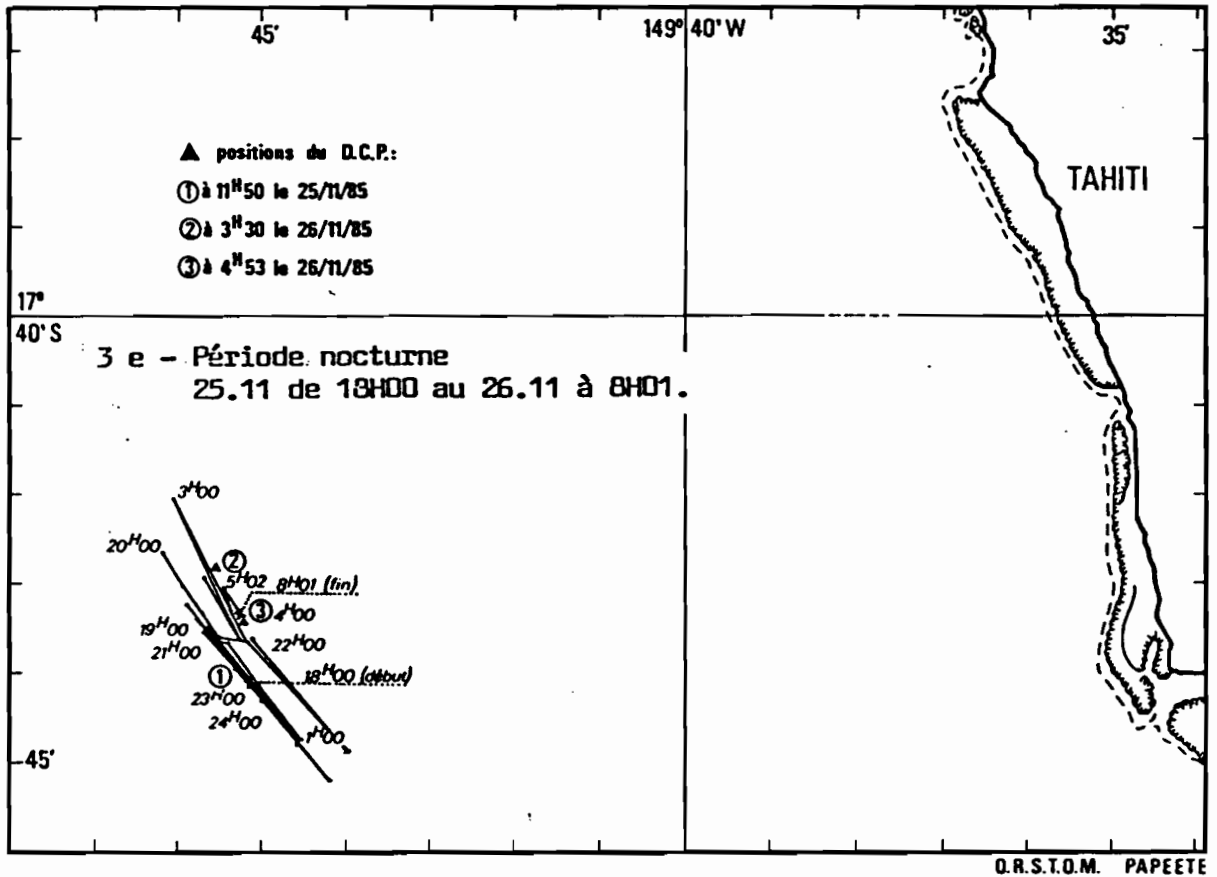 45'
149° 40' W
35'
▲ positions du D.C.P.:
① à 11H50 le 25/11/85
② à 3H30 le 26/11/85
③ à 4H53 le 26/11/85
TAHITI
17°
40' S
3 e - Période nocturne
25.11 de 18H00 au 26.11 à 8H01.
3H00
20H00
②
5H02
8H01 (fin)
③
4H00
19H00
22H00
21H00
①
18H00 (début)
23H00
24H00
1H00
45'
O.R.S.T.O.M. PAPEETE